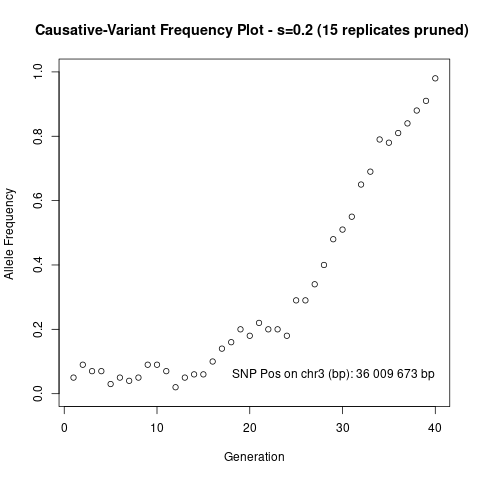 Causative-Variant Frequency Plot - s=0.2 (15 replicates pruned)
1.0
0.8
0.6
0.4
0.2
0.0
Allele Frequency
SNP Pos on chr3 (bp): 36 009 673 bp
0 10 20 30 40
Generation